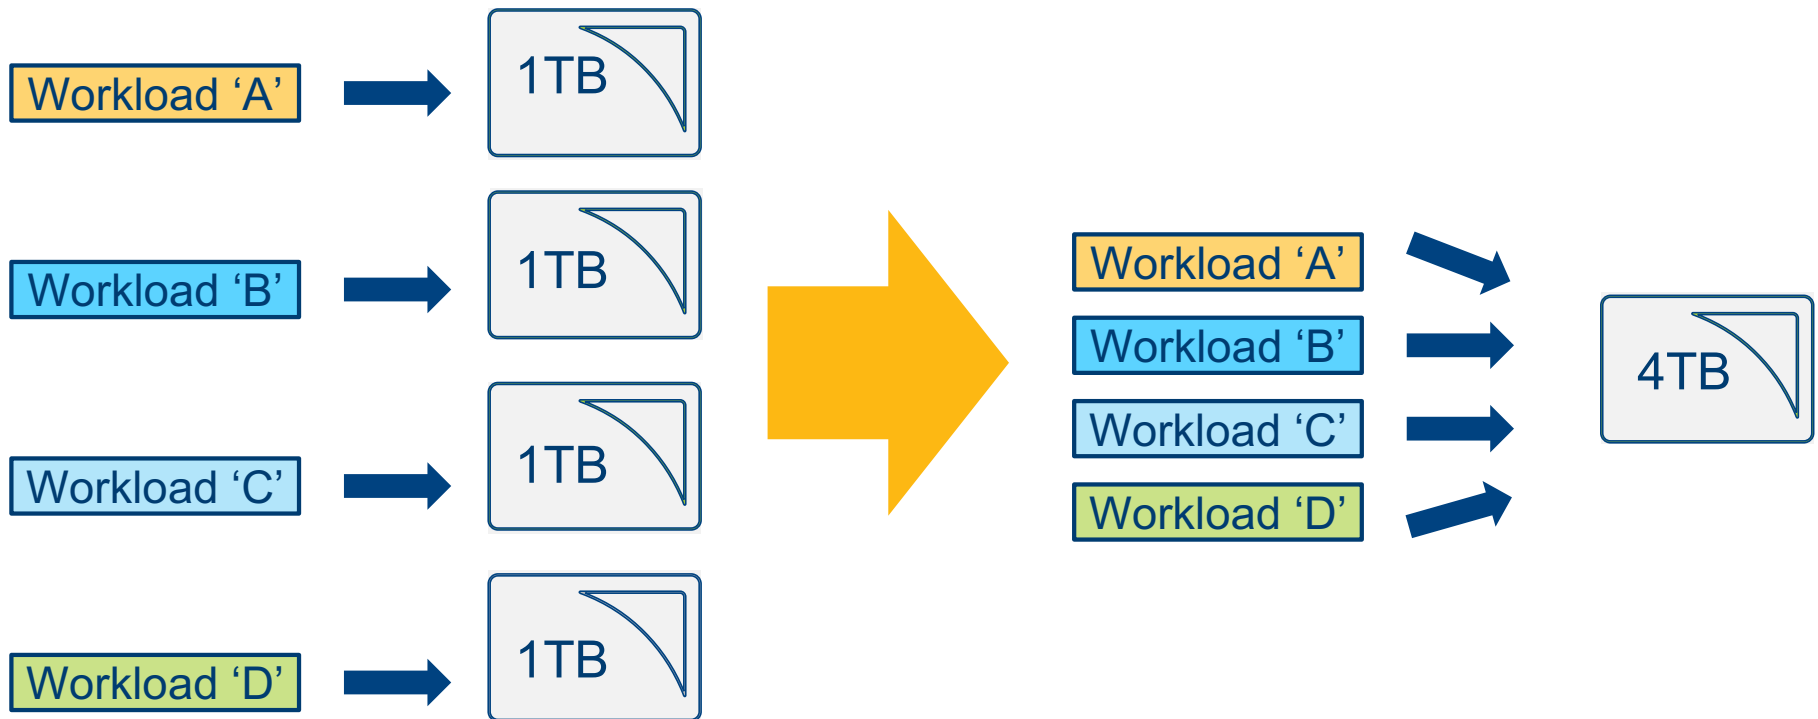 Workload ‘A’
1TB
Workload ‘B’
1TB
Workload ‘C’
1TB
Workload ‘D’
1TB
Workload ‘A’
Workload ‘B’
Workload ‘C’
Workload ‘D’
4TB